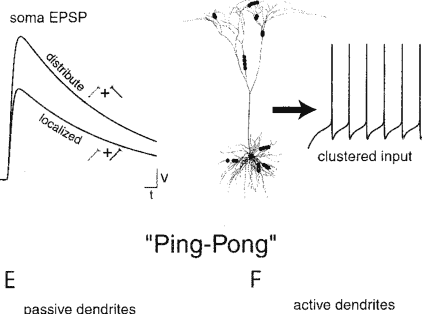 soma EPSP
distribute
+
localized
+
V
t
clustered input
"Ping-Pong"
E
F
passive dendrites
active dendrites